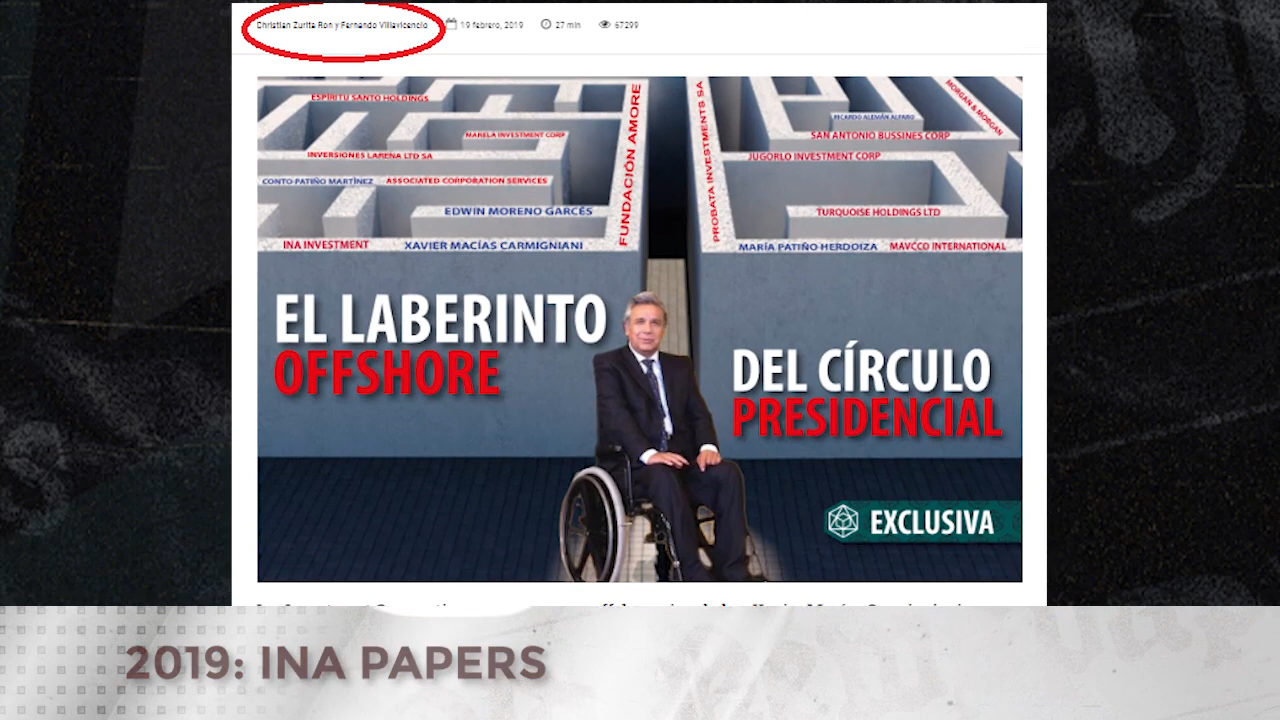 Christian Zurita Ron y Fernando Villavicencio 19 febrero, 2019 27 min 67299
ESPÍRITU SANTO HOLDINGS
MARELA INVESTMENT CORP
INVERSIONES LARENA LTD SA
CONTO PATIÑO MARTÍNEZ ASSOCIATED CORPORATION SERVICES
EDWIN MORENO GARCÉS
INA INVESTMENT XAVIER MACÍAS CARMIGNIANI
FUNDACIÓN AMORE
PROBATA INVESTMENTS SA
MORGAN & MORGAN
RICARDO ALEMÁN ALFARO
SAN ANTONIO BUSSINES CORP
JUGORLO INVESTMENT CORP
TURQUOISE HOLDINGS LTD
MARÍA PATIÑO HERDOIZA MAVCCO INTERNATIONAL
EL LABERINTO
OFFSHORE
DEL CÍRCULO
PRESIDENCIAL
EXCLUSIVA
2019: INA PAPERS